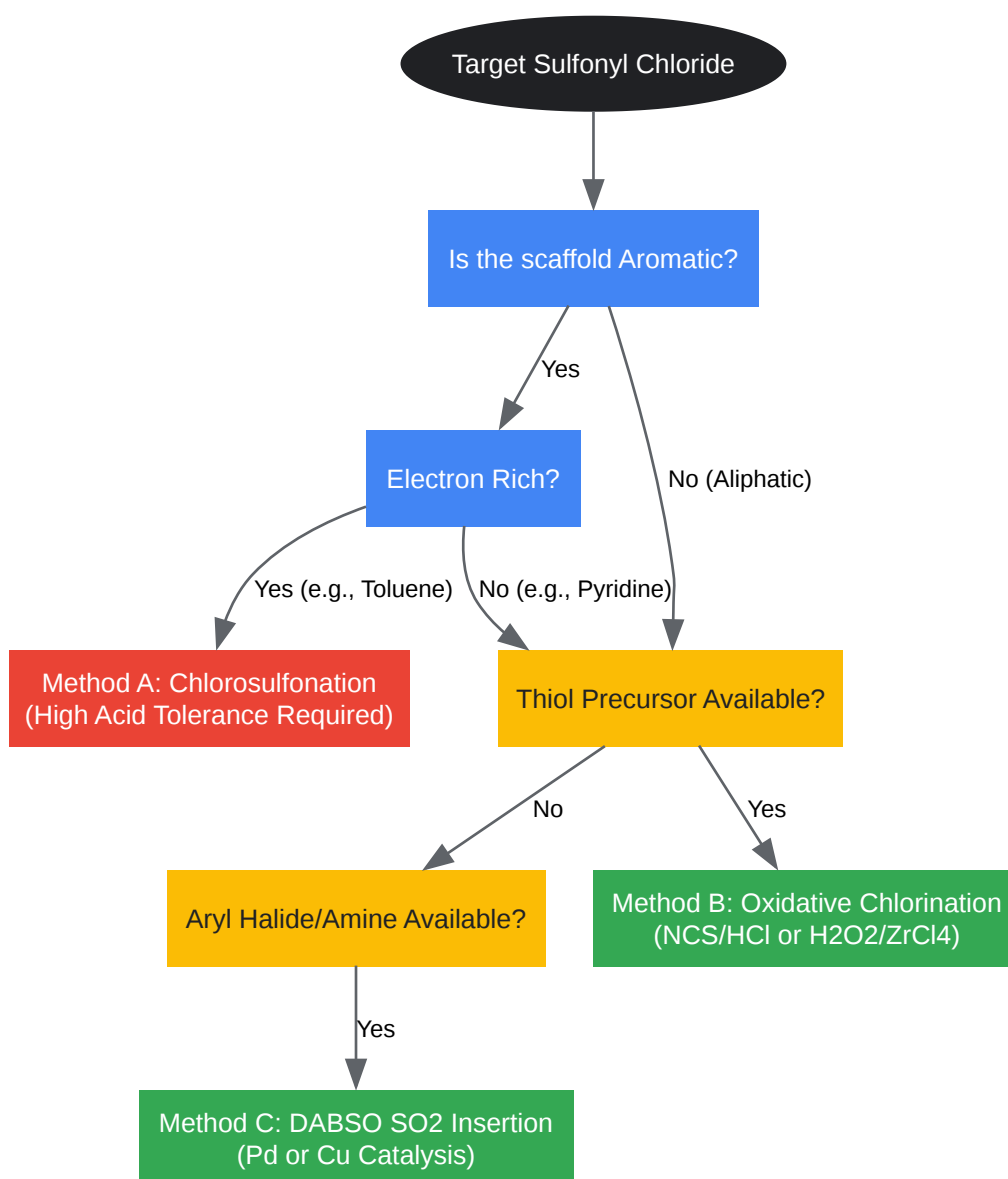 Target Sulfonyl Chloride
Is the scaffold Aromatic?
Yes
No (Aliphatic)
Electron Rich?
Yes (e.g., Toluene)
No (e.g., Pyridine)
Method A: Chlorosulfonation
(High Acid Tolerance Required)
Thiol Precursor Available?
No
Yes
Aryl Halide/Amine Available?
Method B: Oxidative Chlorination
(NCS/HCl or H2O2/ZrCl4)
Yes
Method C: DABSO SO2 Insertion
(Pd or Cu Catalysis)